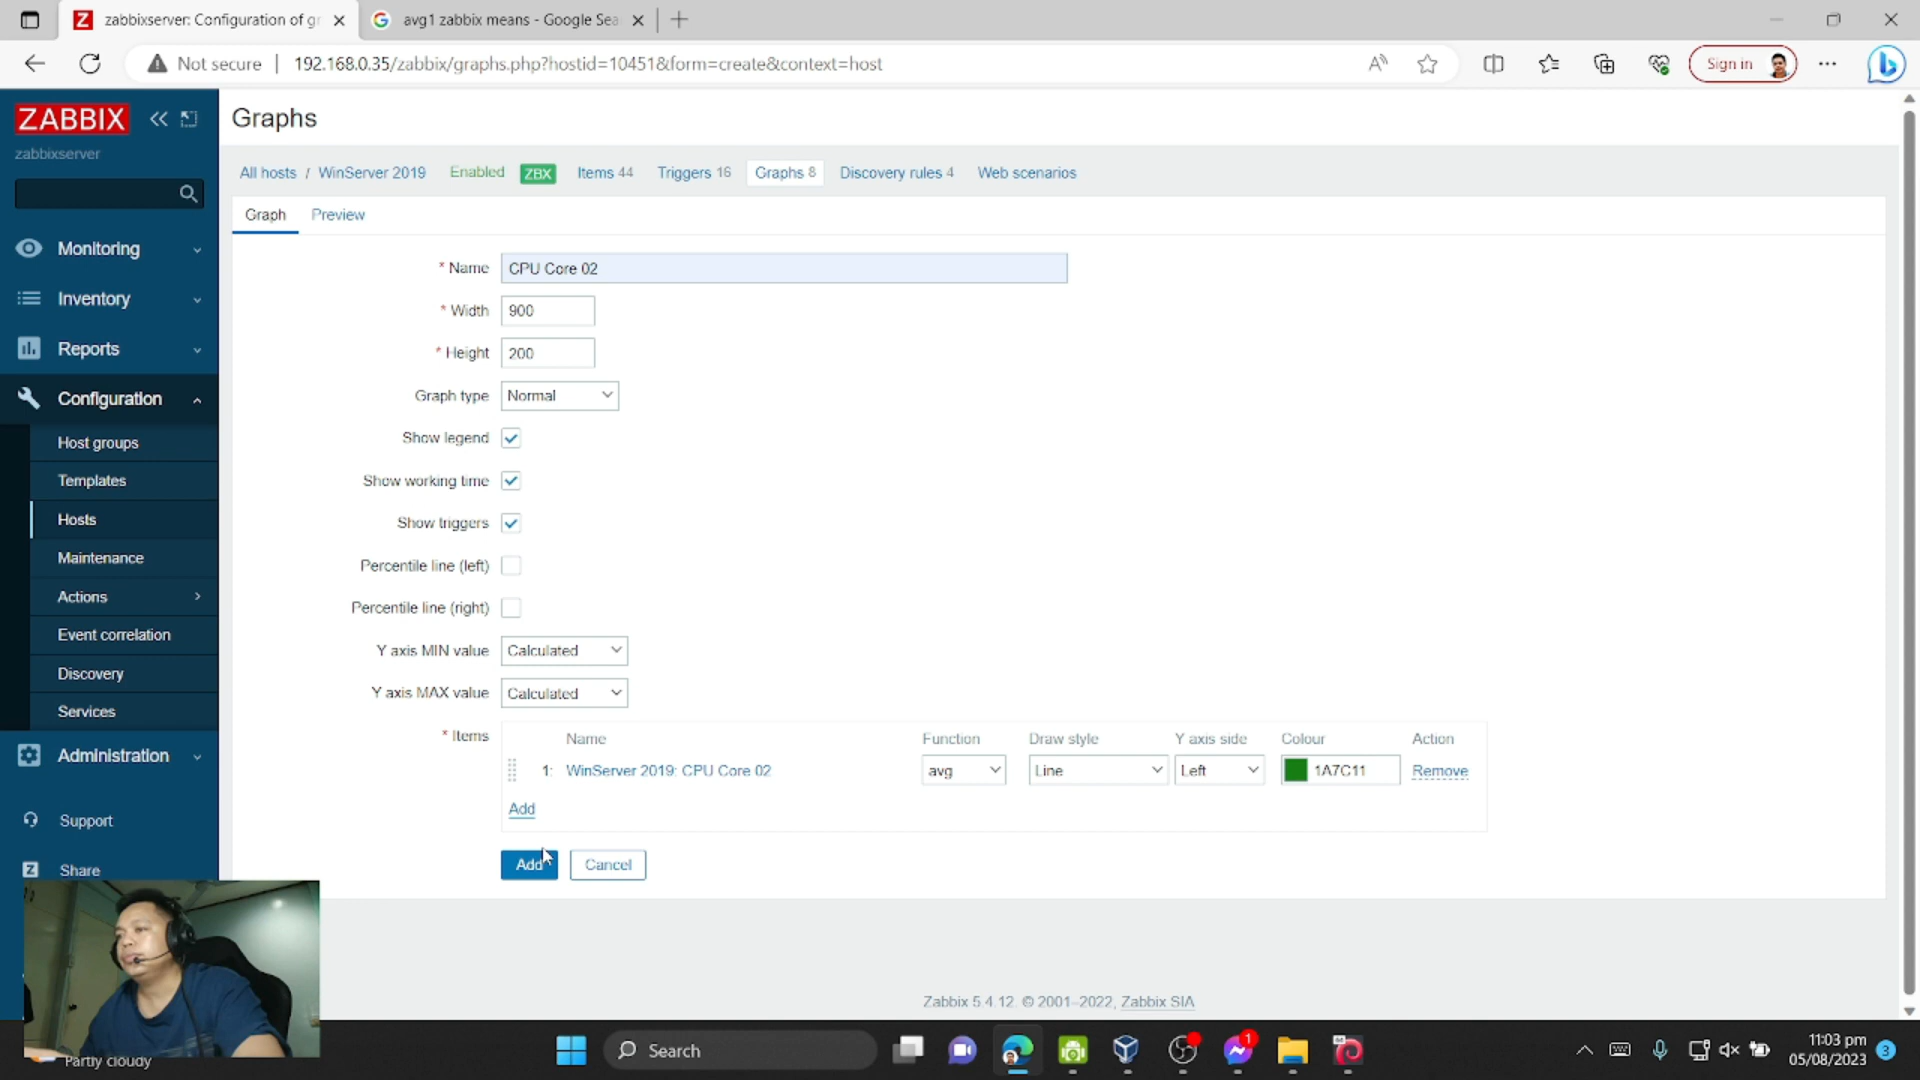 zabbixserver: Configuration of gr
avg1 zabbix means - Google Sea
Not secure
192.168.0.35/zabbix/graphs.php?hostid=10451&form=create&context=host
Sign in
ZABBIX
zabbixserver
Monitoring
Inventory
Reports
Configuration
Host groups
Templates
Hosts
Maintenance
Actions
Event correlation
Discovery
Services
Administration
Support
Share
Graphs
All hosts / WinServer 2019 Enabled ZBX Items 44 Triggers 16 Graphs 8 Discovery rules 4 Web scenarios
Graph Preview
* Name CPU Core 02
* Width 900
* Height 200
Graph type Normal
Show legend
Show working time
Show triggers
Percentile line (left)
Percentile line (right)
Y axis MIN value Calculated
Y axis MAX value Calculated
* Items Name Function Draw style Y axis side Colour Action
1: WinServer 2019: CPU Core 02 avg Line Left 1A7C11 Remove
Add
Add Cancel
Zabbix 5.4.12. © 2001–2022, Zabbix SIA
Partly cloudy
Search
1
11:03 pm
05/08/2023
3